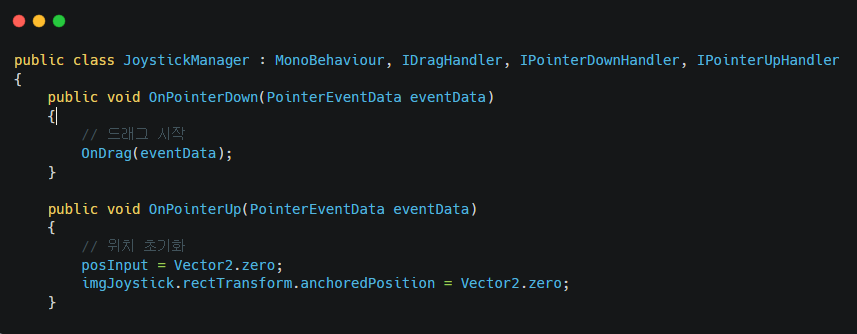 public class JoystickManager : MonoBehaviour, IDragHandler, IPointerDownHandler, IPointerUpHandler
{
    public void OnPointerDown(PointerEventData eventData)
    {
        // 드래그 시작
        OnDrag(eventData);
    }

    public void OnPointerUp(PointerEventData eventData)
    {
        // 위치 초기화
        posInput = Vector2.zero;
        imgJoystick.rectTransform.anchoredPosition = Vector2.zero;
    }